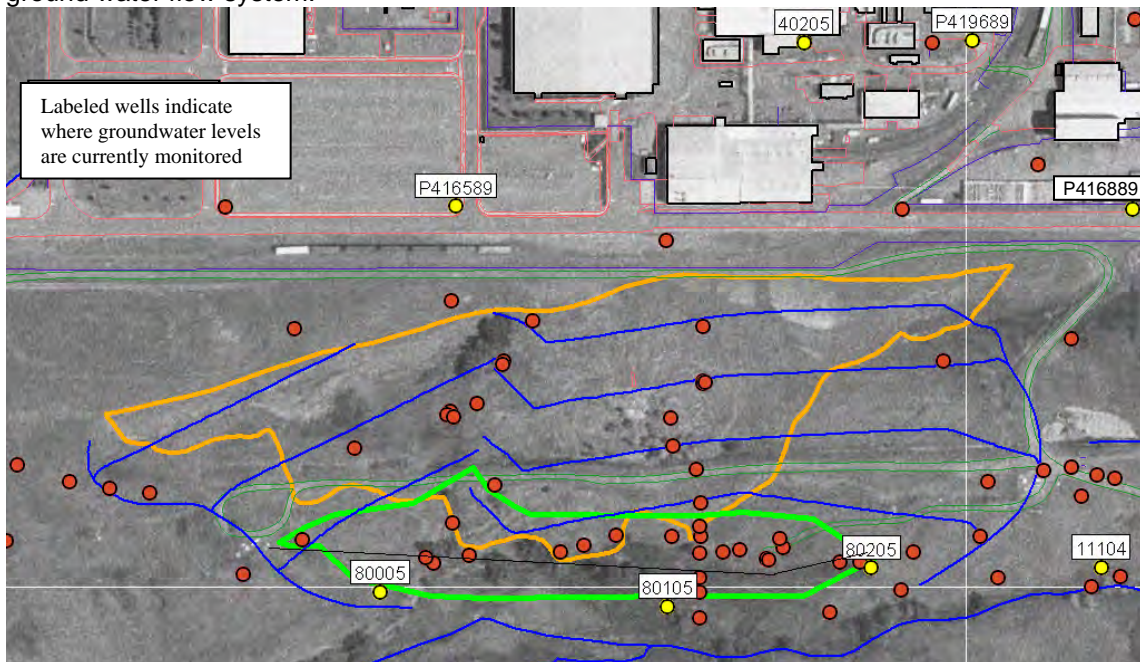 ground water flow system.
40205
P419689
Labeled wells indicate
where groundwater levels
are currently monitored
P416589
P416889
80005
80105
80205
11104